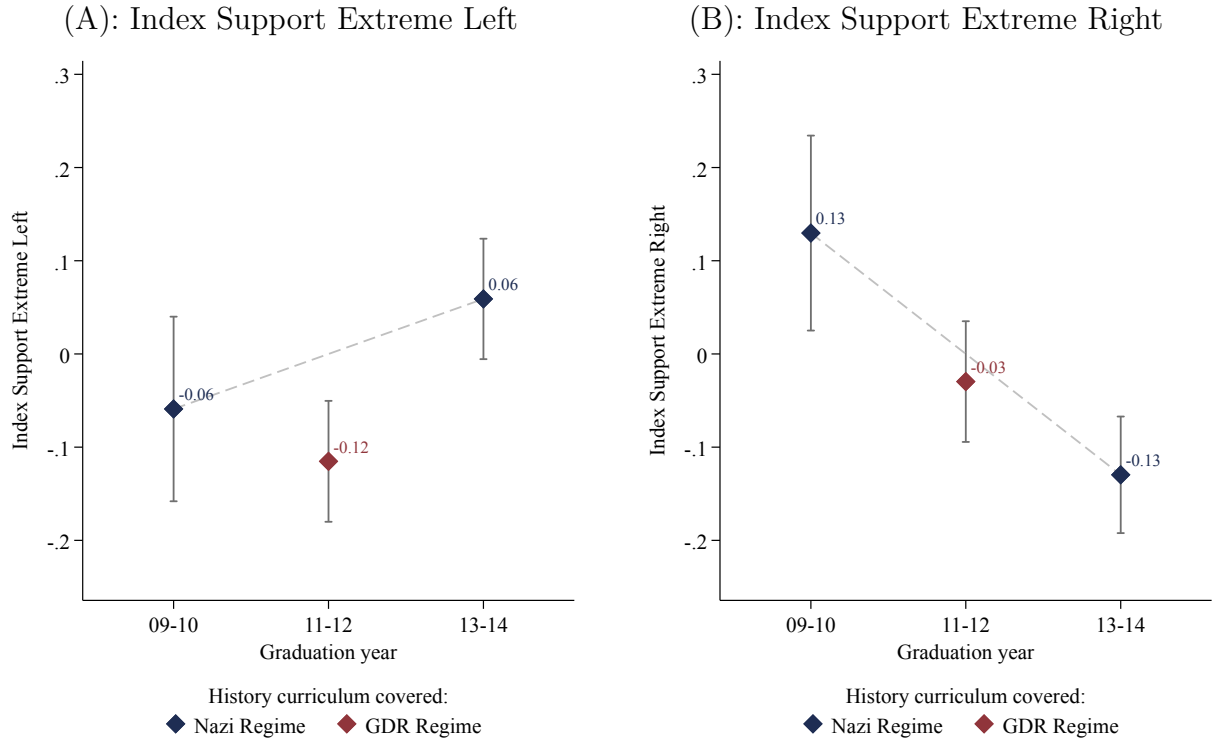 (A): Index Support Extreme Left
.3
.2
.1
0
-.1
-.2
Index Support Extreme Left
-0.06
-0.12
0.06
09-10 11-12 13-14
Graduation year
History curriculum covered:
Nazi Regime GDR Regime
(B): Index Support Extreme Right
.3
.2
.1
0
-.1
-.2
Index Support Extreme Right
0.13
-0.03
-0.13
09-10 11-12 13-14
Graduation year
History curriculum covered:
Nazi Regime GDR Regime